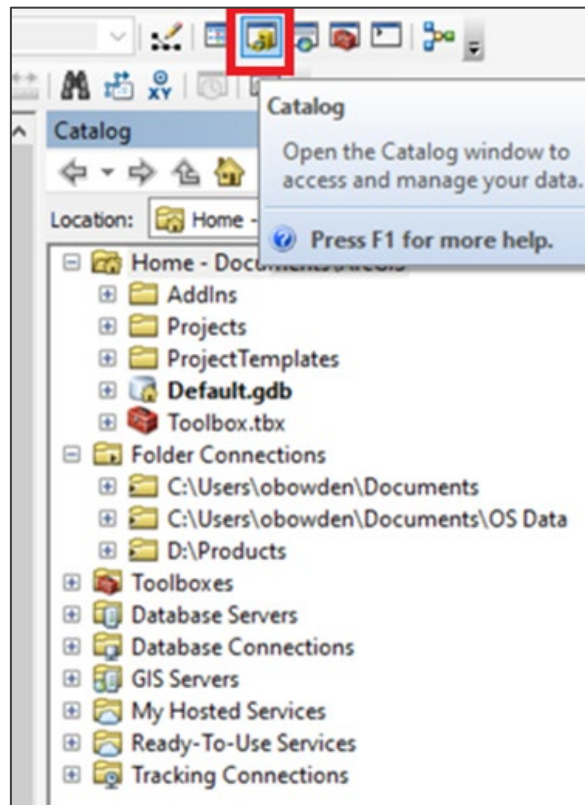 XY
Catalog
Catalog
Open the Catalog window to
access and manage your data.
Press F1 for more help.
Location: Home -
Home - Documents\ArcGIS
AddIns
Projects
ProjectTemplates
Default.gdb
Toolbox.tbx
Folder Connections
C:\Users\obowden\Documents
C:\Users\obowden\Documents\OS Data
D:\Products
Toolboxes
Database Servers
Database Connections
GIS Servers
My Hosted Services
Ready-To-Use Services
Tracking Connections